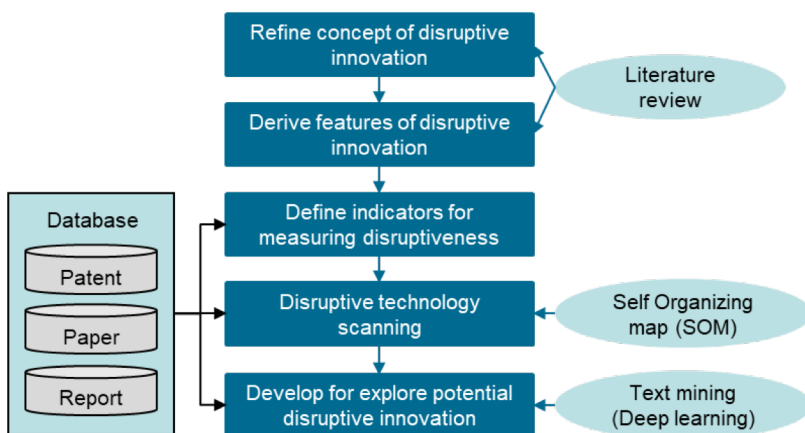 Refine concept of disruptive
innovation
Literature
review
Derive features of disruptive
innovation
Database
Patent
Paper
Report
Define indicators for
measuring disruptiveness
Disruptive technology
scanning
Self Organizing
map (SOM)
Develop for explore potential
disruptive innovation
Text mining
(Deep learning)